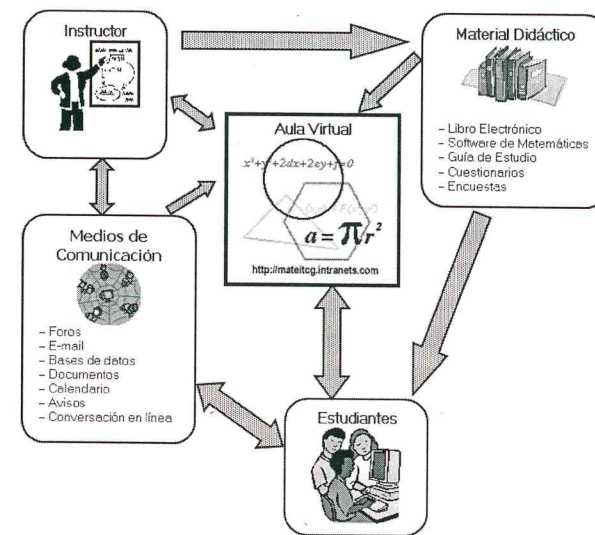 Instructor
Material Didáctico
– Libro Electrónico
– Software de Matemáticas
– Guía de Estudio
– Cuestionarios
– Encuestas
Aula Virtual
a = πr²
http://mateitcg.intranets.com
Medios de
Comunicación
– Foros
– E-mail
– Bases de datos
– Documentos
– Calendario
– Avisos
– Conversación en línea
Estudiantes